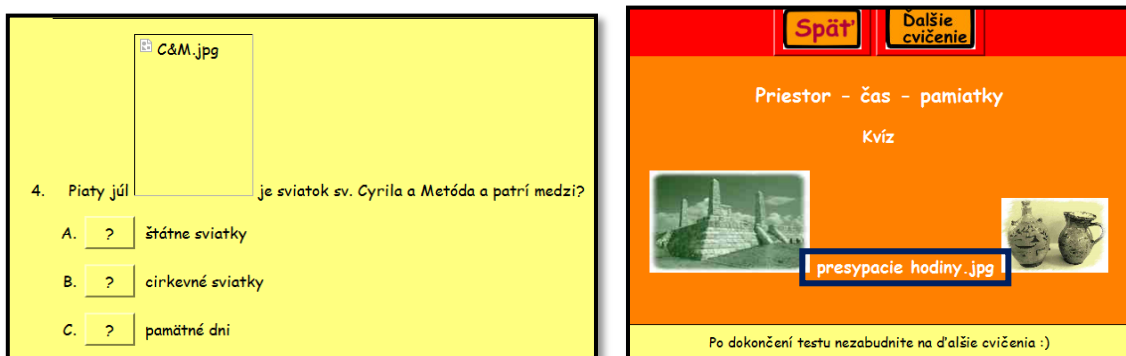 C&M.jpg
4. Piaty júl je sviatok sv. Cyrila a Metóda a patrí medzi?
A. ? štátne sviatky
B. ? cirkevné sviatky
C. ? pamätné dni
Späť
Ďalšie
cvičenie
Priestor - čas - pamiatky
Kvíz
presypacie hodiny.jpg
Po dokončení testu nezabudnite na ďalšie cvičenia :)